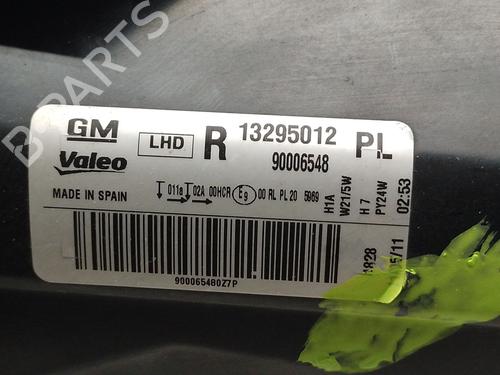 B-PARTS
GM LHD R 13295012 PL
Valeo 90006548
MADE IN SPAIN 011a 02A 00HCR E9 00 RL PL 20 5969
H1A
W21/5W
H 7
PY24W
02:53
900065480Z7P